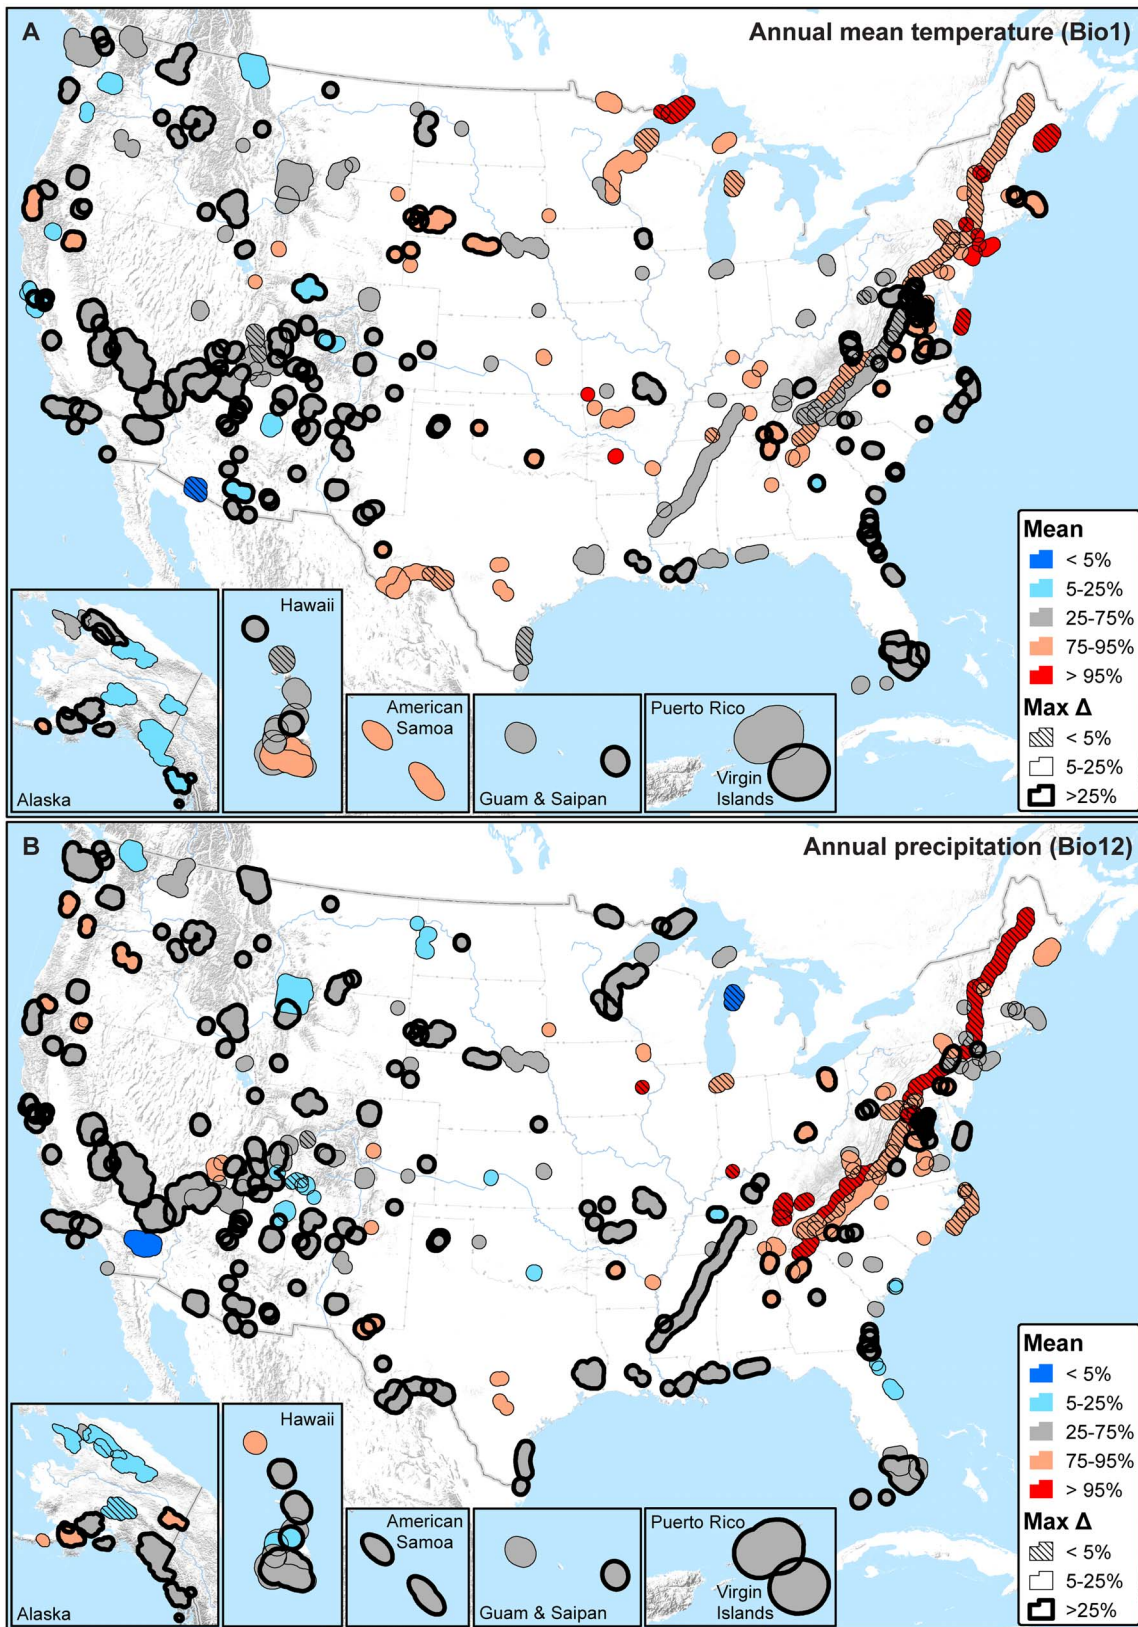 A
Annual mean temperature (Bio1)
Mean
< 5%
5-25%
25-75%
75-95%
> 95%
Max Δ
< 5%
5-25%
>25%
Alaska
Hawaii
American
Samoa
Guam & Saipan
Puerto Rico
Virgin
Islands
B
Annual precipitation (Bio12)
Mean
< 5%
5-25%
25-75%
75-95%
> 95%
Max Δ
< 5%
5-25%
>25%
Alaska
Hawaii
American
Samoa
Guam & Saipan
Puerto Rico
Virgin
Islands